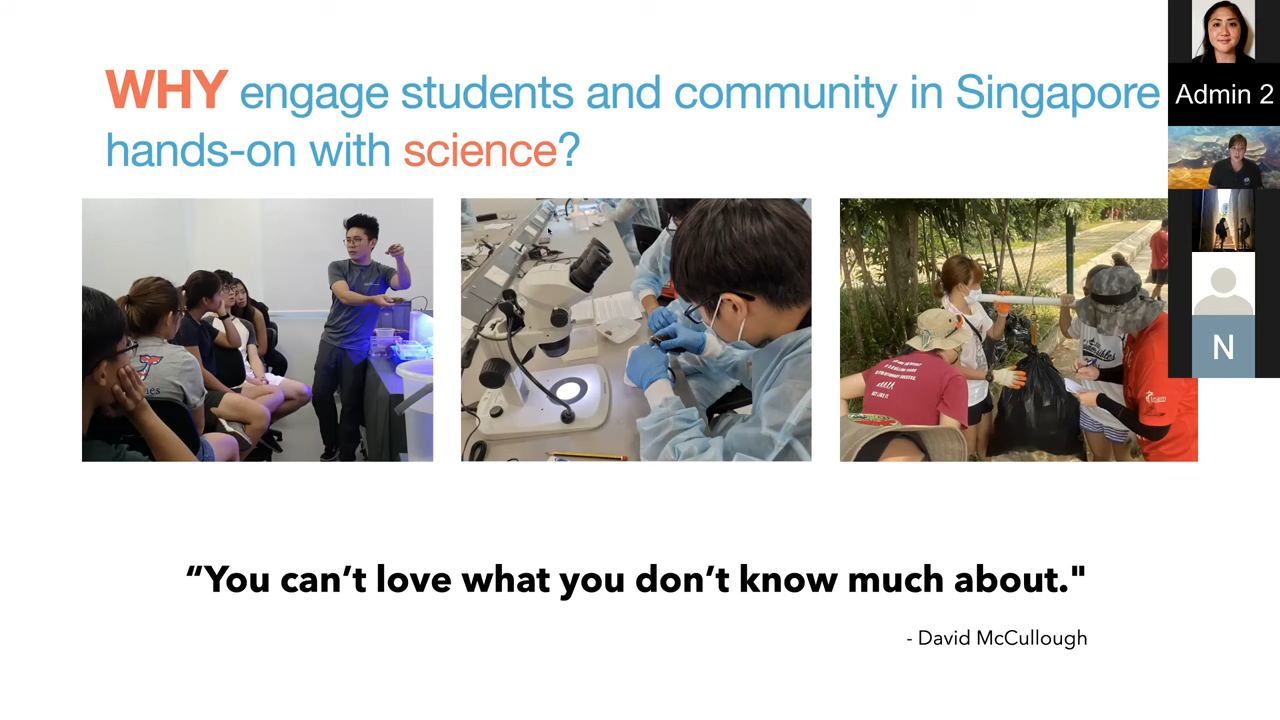 WHY engage students and community in Singapore
hands-on with science?
Admin 2
N
“You can’t love what you don’t know much about."
- David McCullough